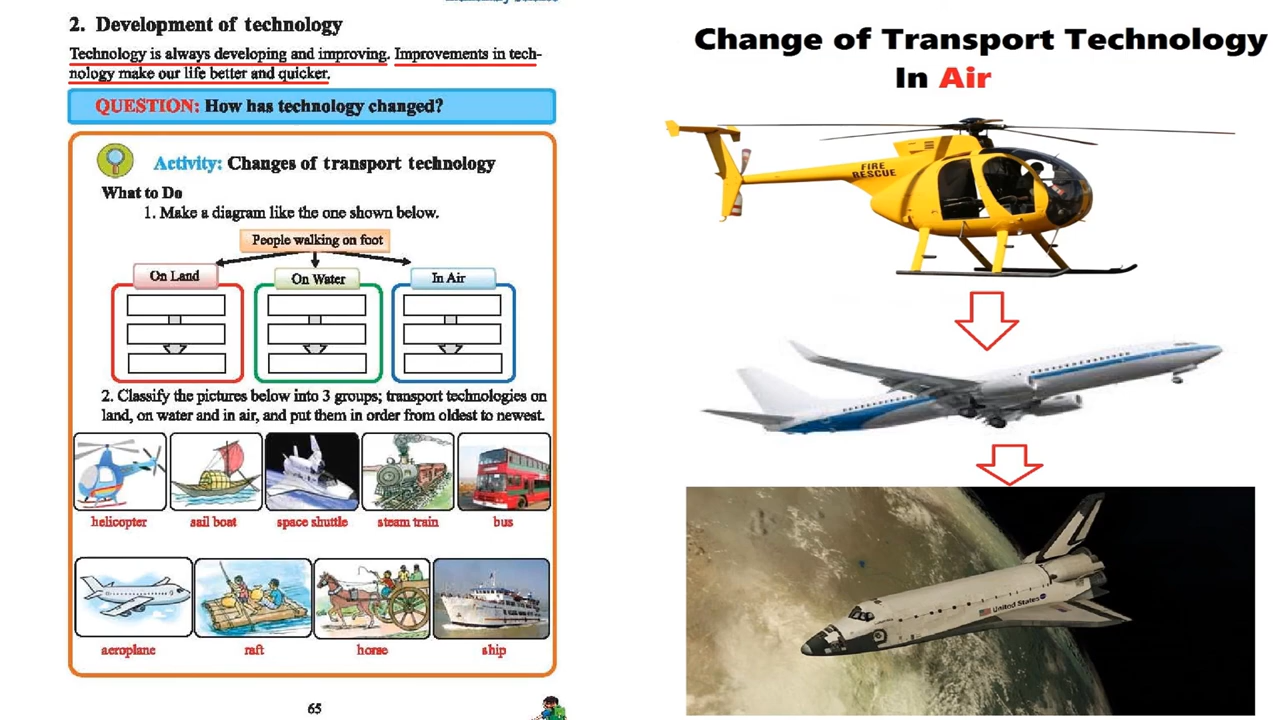 2. Development of technology
Technology is always developing and improving. Improvements in tech-
nology make our life better and quicker.
QUESTION: How has technology changed?
Activity: Changes of transport technology
What to Do
1. Make a diagram like the one shown below.
People walking on foot
On Land
On Water
In Air
2. Classify the pictures below into 3 groups; transport technologies on
land, on water and in air, and put them in order from oldest to newest.
helicopter
sail boat
space shuttle
steam train
bus
aeroplane
raft
horse
ship
65
Change of Transport Technology
In Air
FIRE
RESCUE
United States